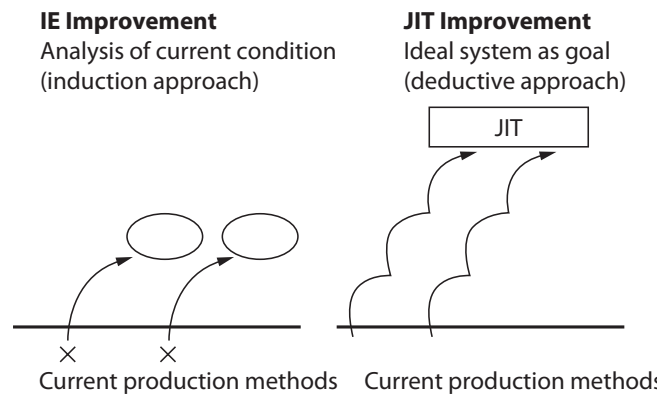 IE Improvement
Analysis of current condition
(induction approach)
JIT Improvement
Ideal system as goal
(deductive approach)
JIT
Current production methods
Current production methods